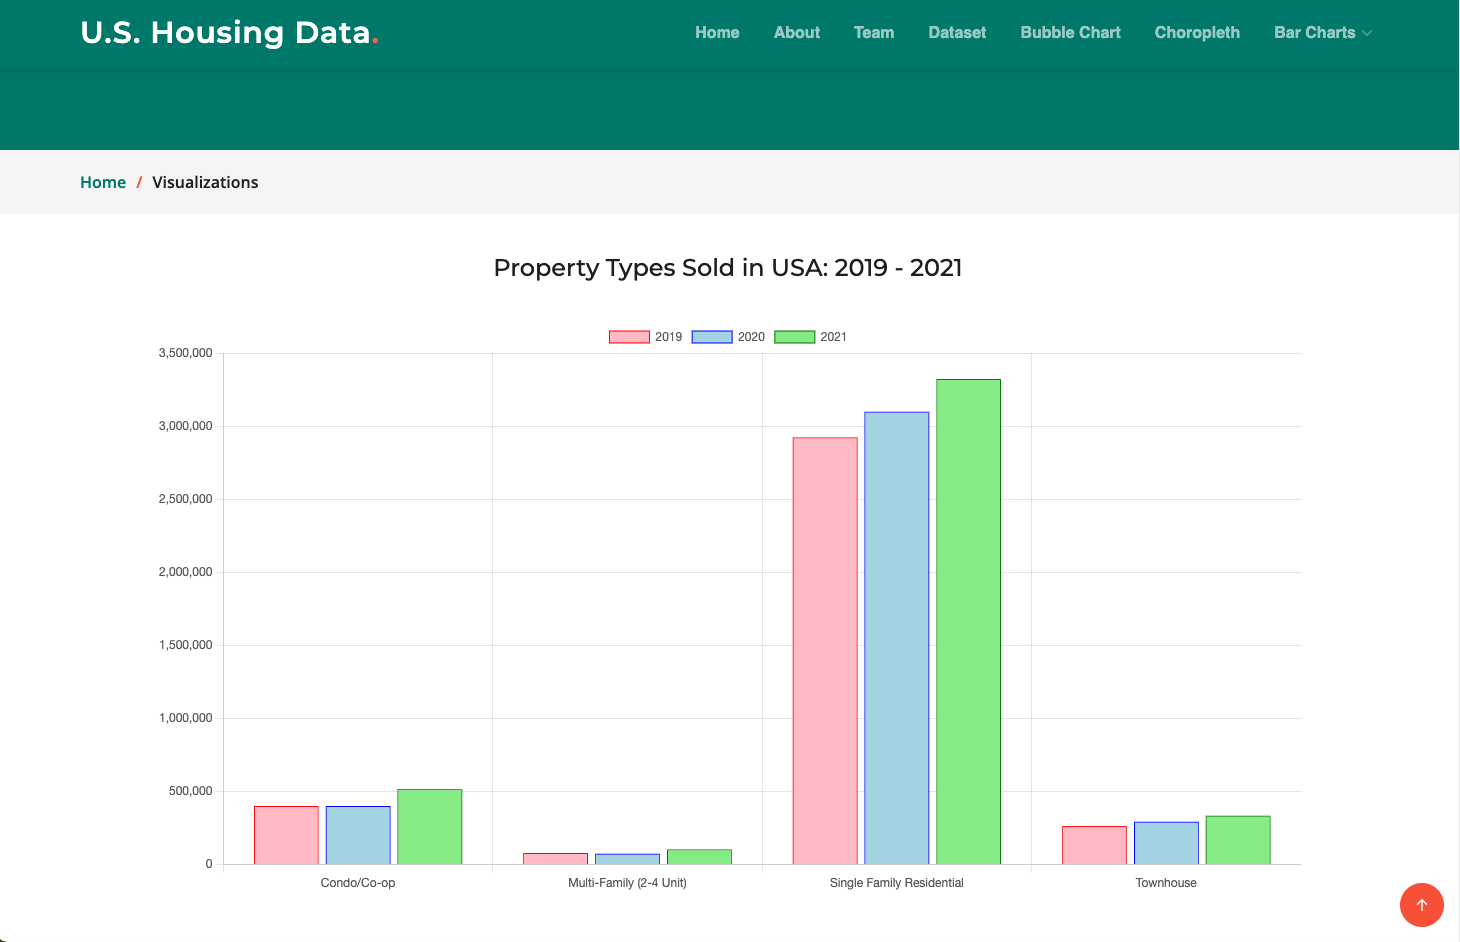 U.S. Housing Data.
Home About Team Dataset Bubble Chart Choropleth Bar Charts
Home / Visualizations
Property Types Sold in USA: 2019 - 2021
2019 2020 2021
3,500,000
3,000,000
2,500,000
2,000,000
1,500,000
1,000,000
500,000
0
Condo/Co-op Multi-Family (2-4 Unit) Single Family Residential Townhouse